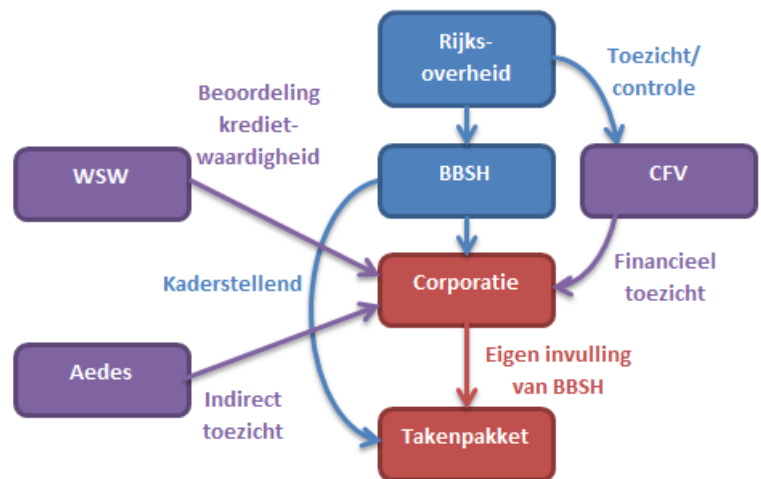 Rijks-
overheid
Toezicht/
controle
Beoordeling
krediet-
waardigheid
WSW
BBSH
CFV
Kaderstellend
Corporatie
Financieel
toezicht
Aedes
Indirect
toezicht
Eigen invulling
van BBSH
Takenpakket